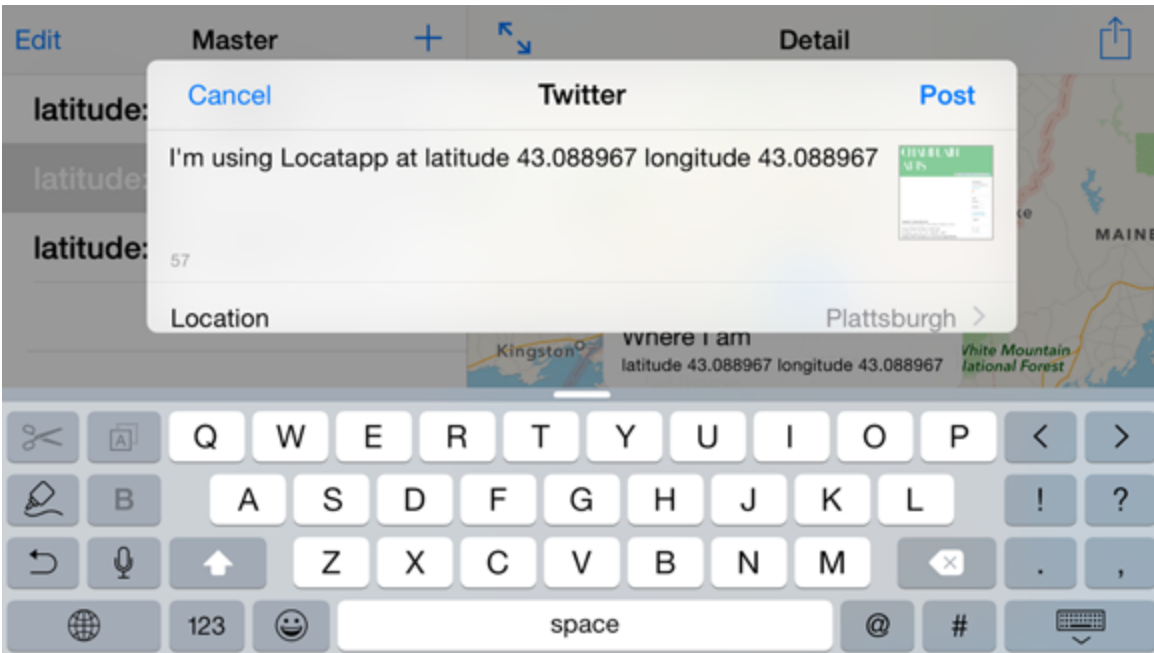 Edit Master + Detail
latitude:
latitude:
latitude:
Cancel Twitter Post
I'm using Locatapp at latitude 43.088967 longitude 43.088967
57
Location Plattsburgh >
MAINE
Kingston
Where I am
latitude 43.088967 longitude 43.088967
White Mountain
National Forest
Q W E R T Y U I O P < >
B A S D F G H J K L ! ?
Z X C V B N M . ,
123 space @ #